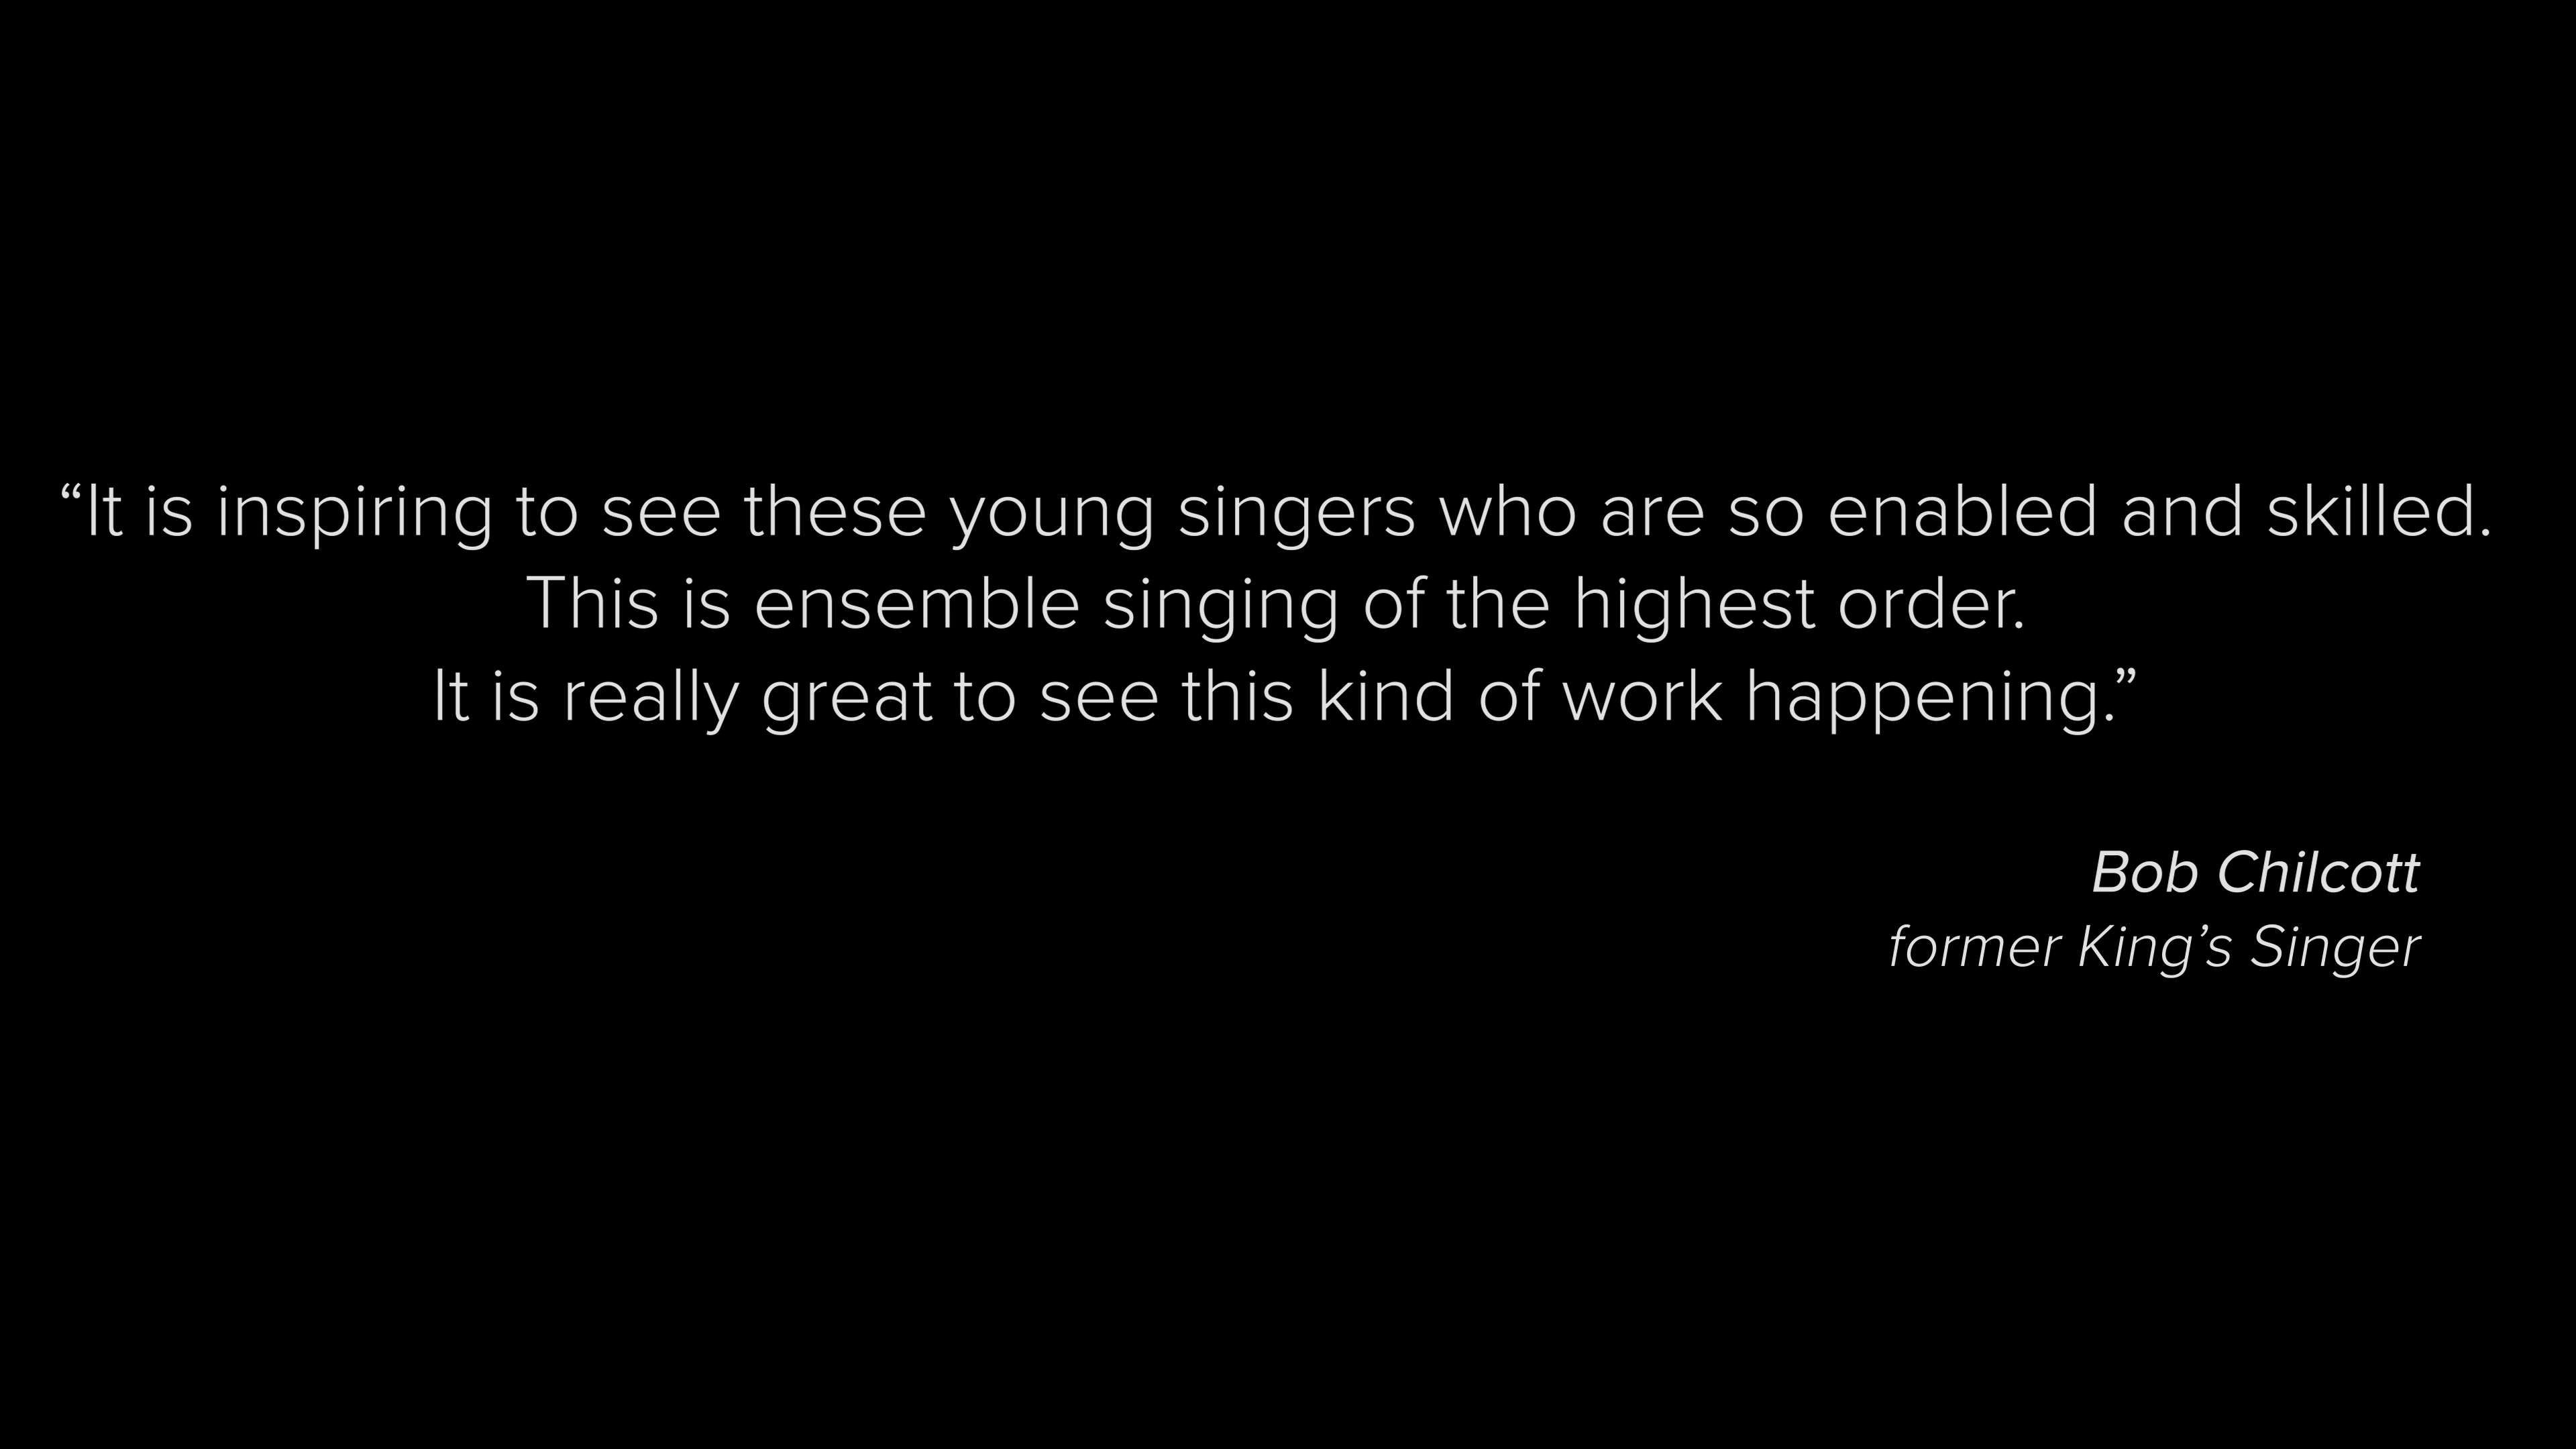 “It is inspiring to see these young singers who are so enabled and skilled.
This is ensemble singing of the highest order.
It is really great to see this kind of work happening.”
Bob Chilcott
former King’s Singer